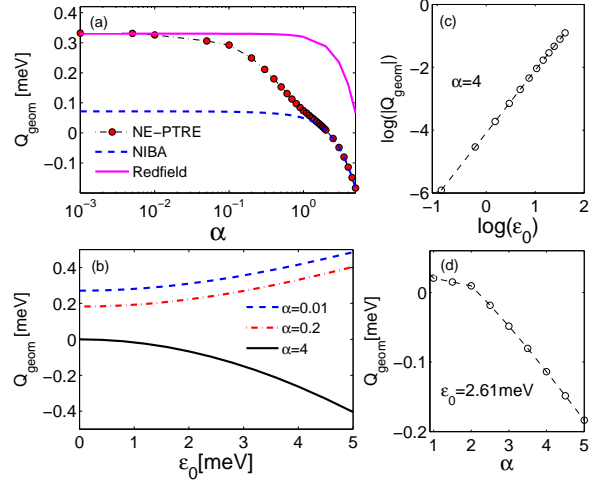 (a)
Q_geom [meV]
0.4
0.3
0.2
0.1
0
−0.1
NE−PTRE
NIBA
Redfield
10^−3
10^−2
10^−1
10^0
α
(c)
log(|Q_geom|)
0
−2
−4
−6
α=4
−1
0
1
2
log(ε_0)
(b)
Q_geom [meV]
0.4
0.2
0
−0.2
−0.4
α=0.01
α=0.2
α=4
0
1
2
3
4
5
ε_0[meV]
(d)
Q_geom[meV]
0
−0.1
−0.2
ε_0=2.61meV
1
2
3
4
5
α